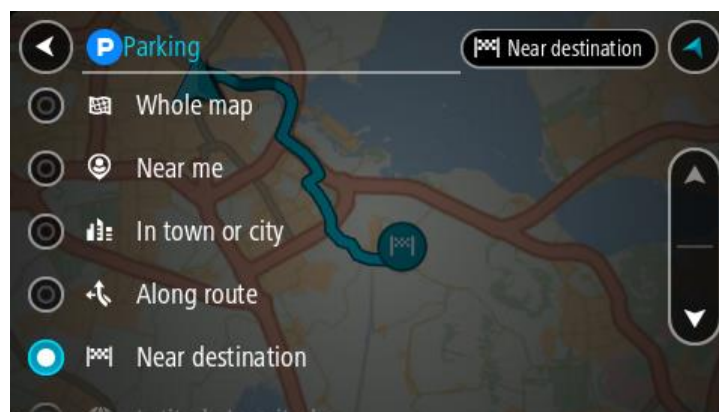 P Parking
Near destination
Whole map
Near me
In town or city
Along route
Near destination